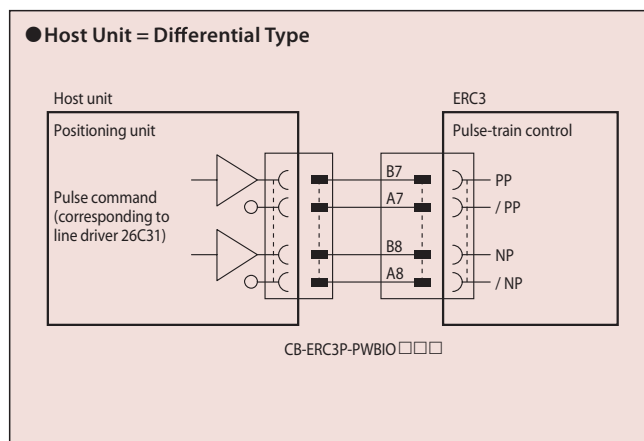 ●Host Unit = Differential Type
Host unit
ERC3
Positioning unit
Pulse-train control
Pulse command
(corresponding to
line driver 26C31)
B7
PP
A7
/ PP
B8
NP
A8
/ NP
CB-ERC3P-PWBIO□□□